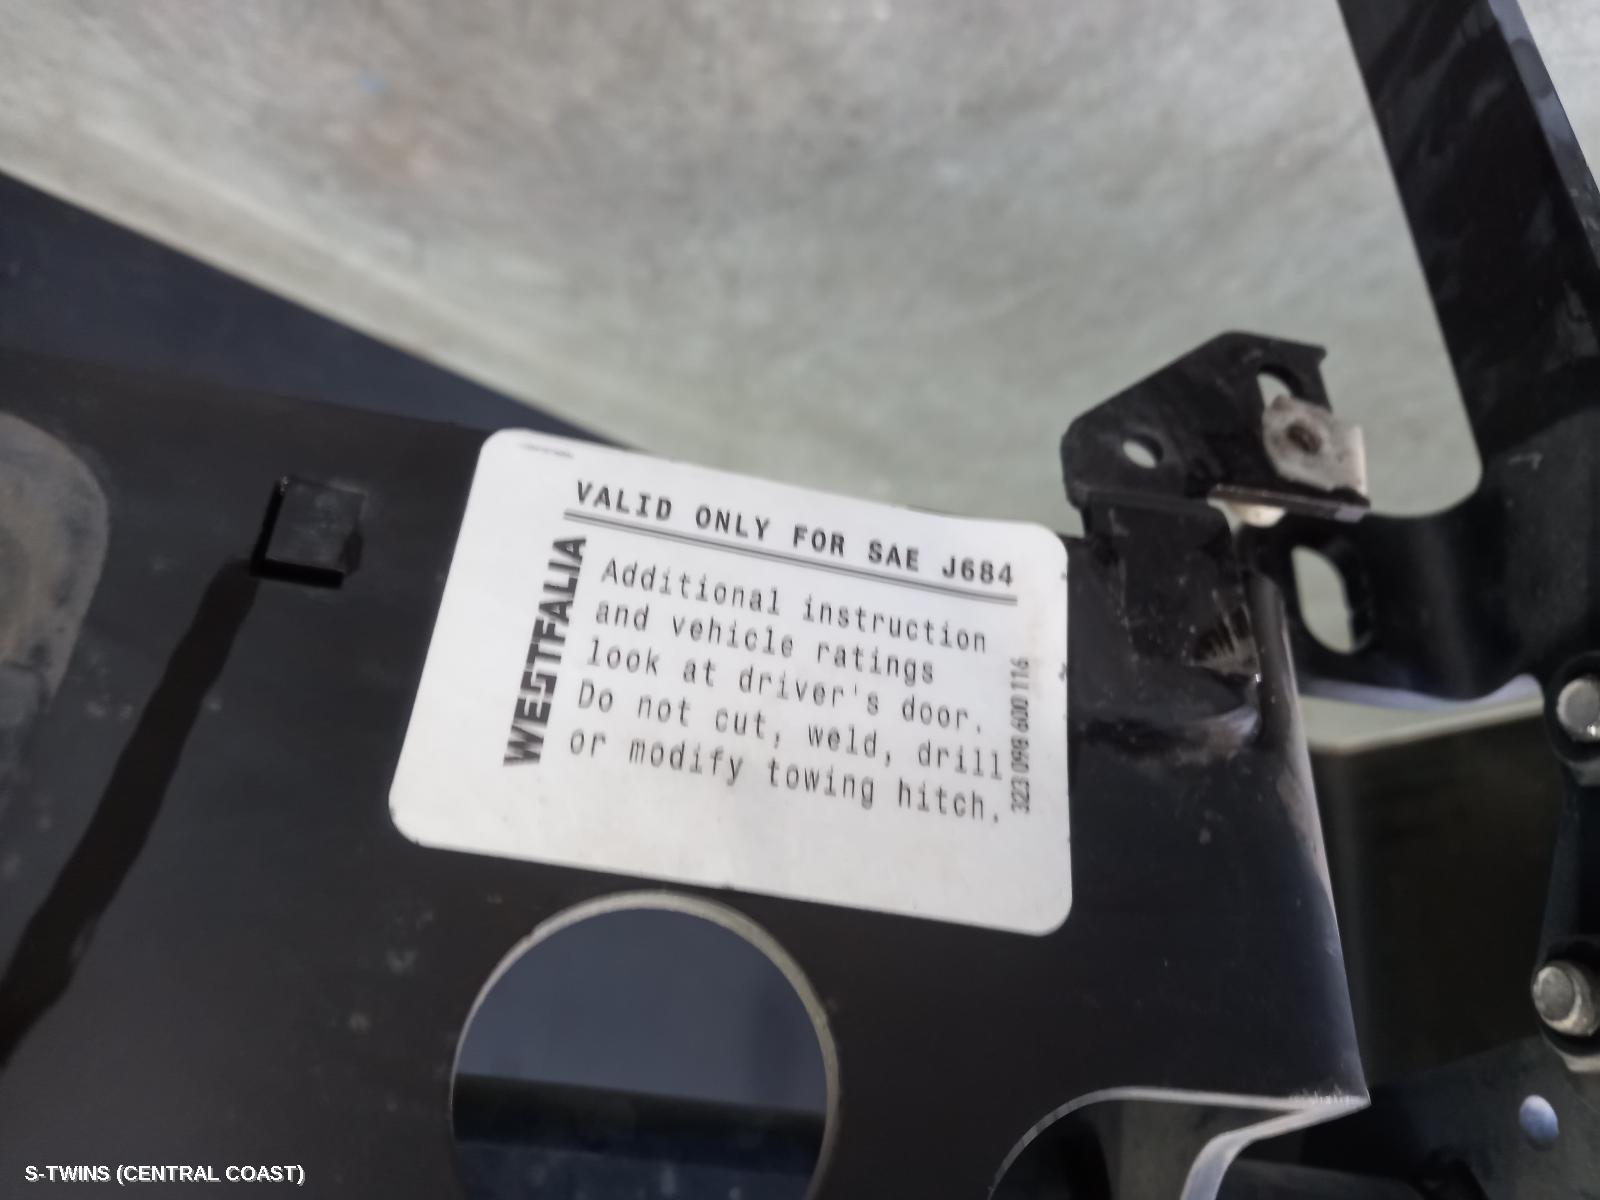 VALID ONLY FOR SAE J684
WESTFALIA
Additional instruction
and vehicle ratings
look at driver's door.
Do not cut, weld, drill
or modify towing hitch.
323 098 600 116
S-TWINS (CENTRAL COAST)